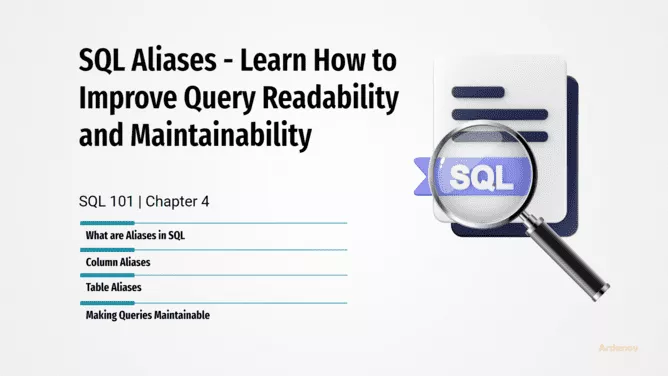 SQL Aliases - Learn How to
Improve Query Readability
and Maintainability
SQL 101 | Chapter 4
What are Aliases in SQL
Column Aliases
Table Aliases
Making Queries Maintainable
SQL